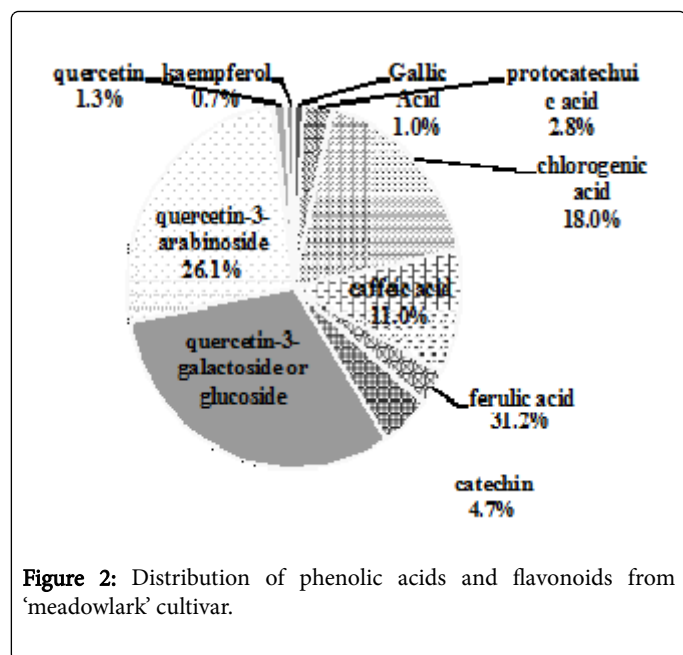 quercetin
1.3%
kaempferol
0.7%
Gallic
Acid
1.0%
protocatechui
c acid
2.8%
chlorogenic
acid
18.0%
quercetin-3-
arabinoside
26.1%
caffeic acid
11.0%
quercetin-3-
galactoside or
glucoside
ferulic acid
31.2%
catechin
4.7%
Figure 2: Distribution of phenolic acids and flavonoids from
‘meadowlark’ cultivar.